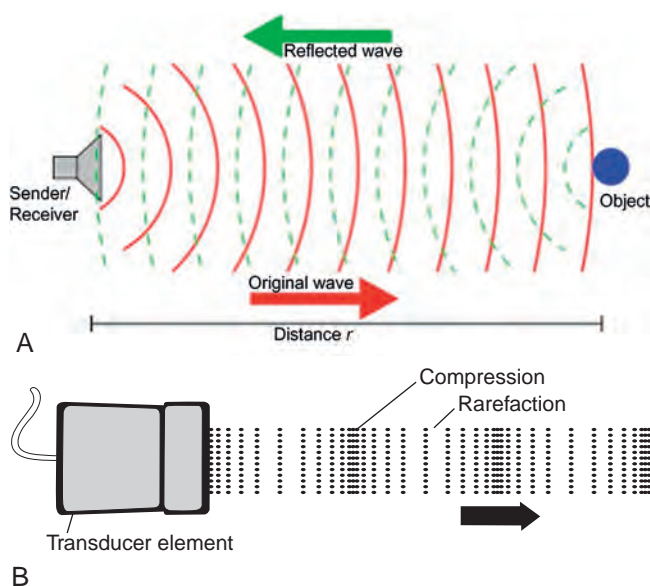 Reflected wave
Sender/
Receiver
Object
Original wave
Distance r
A
Compression
Rarefaction
Transducer element
B